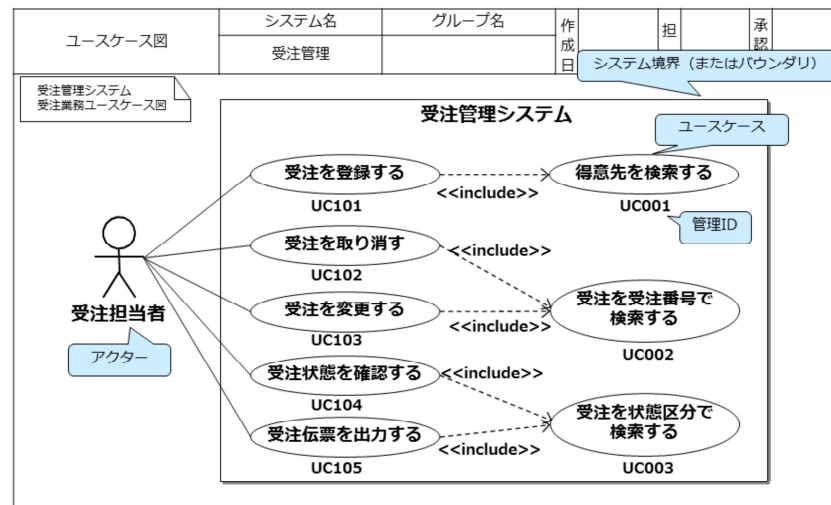 ユースケース図
システム名
グループ名
作成日
担
承認
受注管理
システム境界（またはバウンダリ）
受注管理システム
受注業務ユースケース図
受注管理システム
ユースケース
受注を登録する
<<include>>
得意先を検索する
UC101
UC001
管理ID
受注を取り消す
<<include>>
UC102
受注を変更する
<<include>>
受注を受注番号で
検索する
UC103
UC002
受注担当者
アクター
受注状態を確認する
<<include>>
UC104
受注を状態区分で
検索する
受注伝票を出力する
<<include>>
UC105
UC003